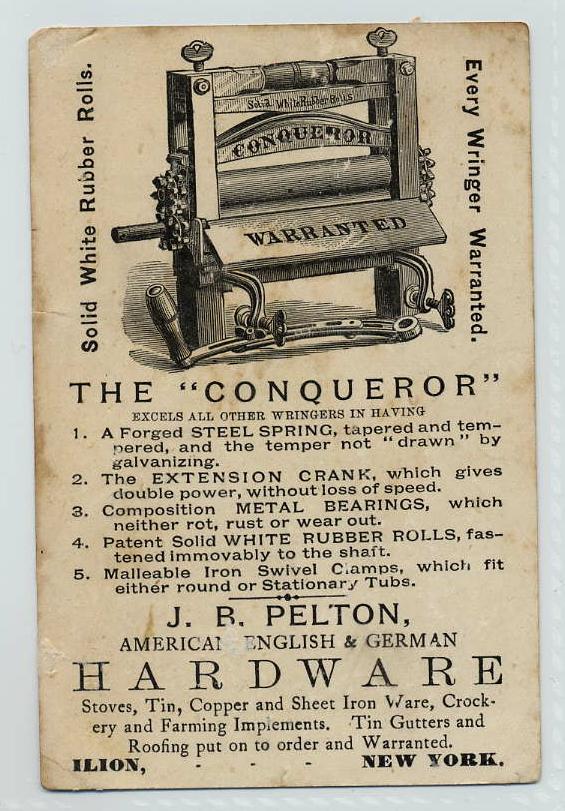 Solid White Rubber Rolls.
Every Wringer Warranted.
Solid White Rubber Rolls
CONQUEROR
WARRANTED
THE "CONQUEROR"
EXCELS ALL OTHER WRINGERS IN HAVING
1. A Forged STEEL SPRING, tapered and tem-
pered, and the temper not "drawn" by
galvanizing.
2. The EXTENSION CRANK, which gives
double power, without loss of speed.
3. Composition METAL BEARINGS, which
neither rot, rust or wear out.
4. Patent Solid WHITE RUBBER ROLLS, fas-
tened immovably to the shaft.
5. Malleable Iron Swivel Clamps, which fit
either round or Stationary Tubs.
J. B. PELTON,
AMERICAN ENGLISH & GERMAN
HARDWARE
Stoves, Tin, Copper and Sheet Iron Ware, Crock-
ery and Farming Implements. Tin Gutters and
Roofing put on to order and Warranted.
ILION, - - - NEW YORK.